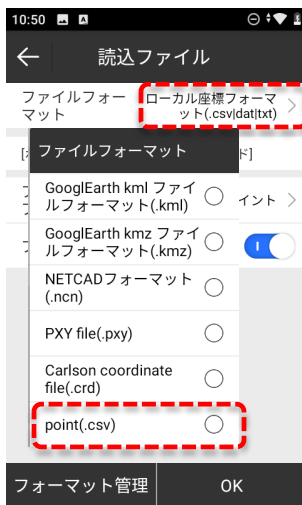 10:50
読込ファイル
ファイルフォー
マット
ローカル座標フォーマ
ット(.csv|dat|txt)
ファイルフォーマット
ド]
GooglEarth kml ファイ
ルフォーマット(.kml)
イント
GooglEarth kmz ファイ
ルフォーマット(.kmz)
NETCADフォーマット
(.ncn)
PXY file(.pxy)
Carlson coordinate
file(.crd)
point(.csv)
フォーマット管理
OK